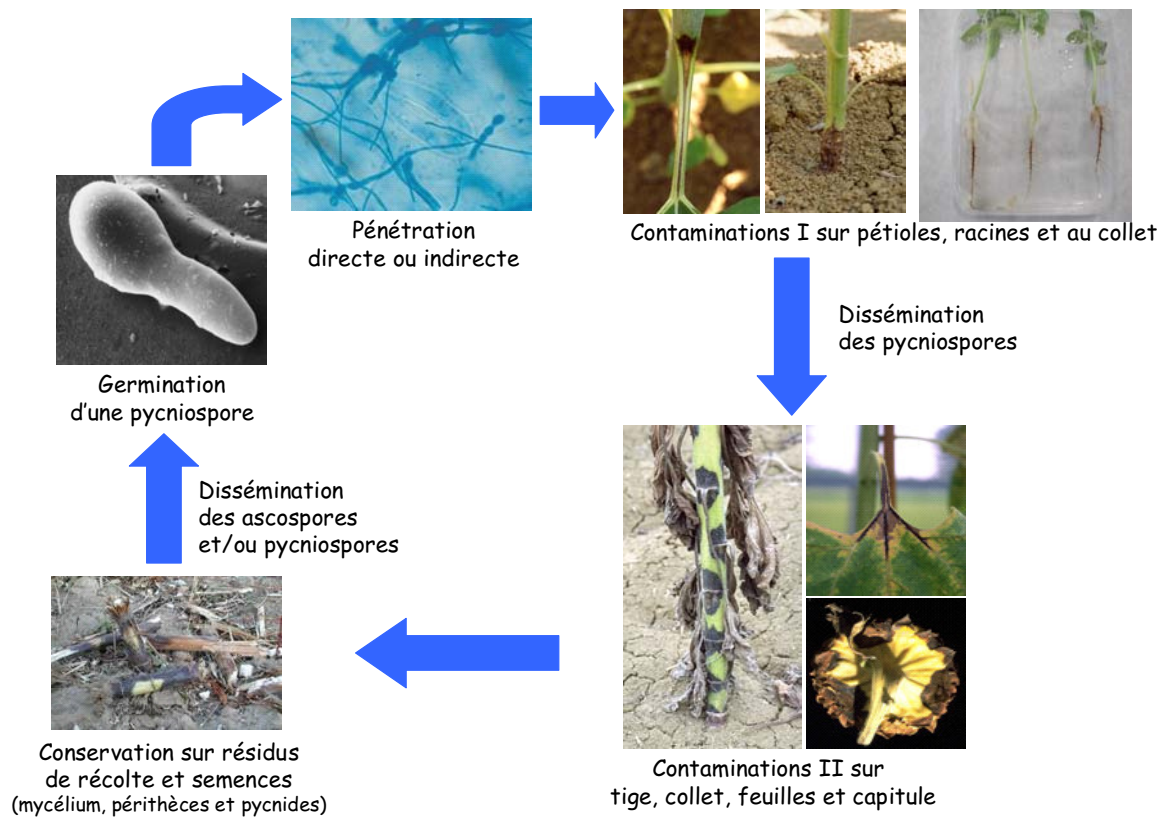 Pénétration
directe ou indirecte
Contaminations I sur pétioles, racines et au collet
Dissémination
des pycniospores
Germination
d'une pycniospore
Dissémination
des ascospores
et/ou pycniospores
Conservation sur résidus
de récolte et semences
(mycélium, périthèces et pycnides)
Contaminations II sur
tige, collet, feuilles et capitule